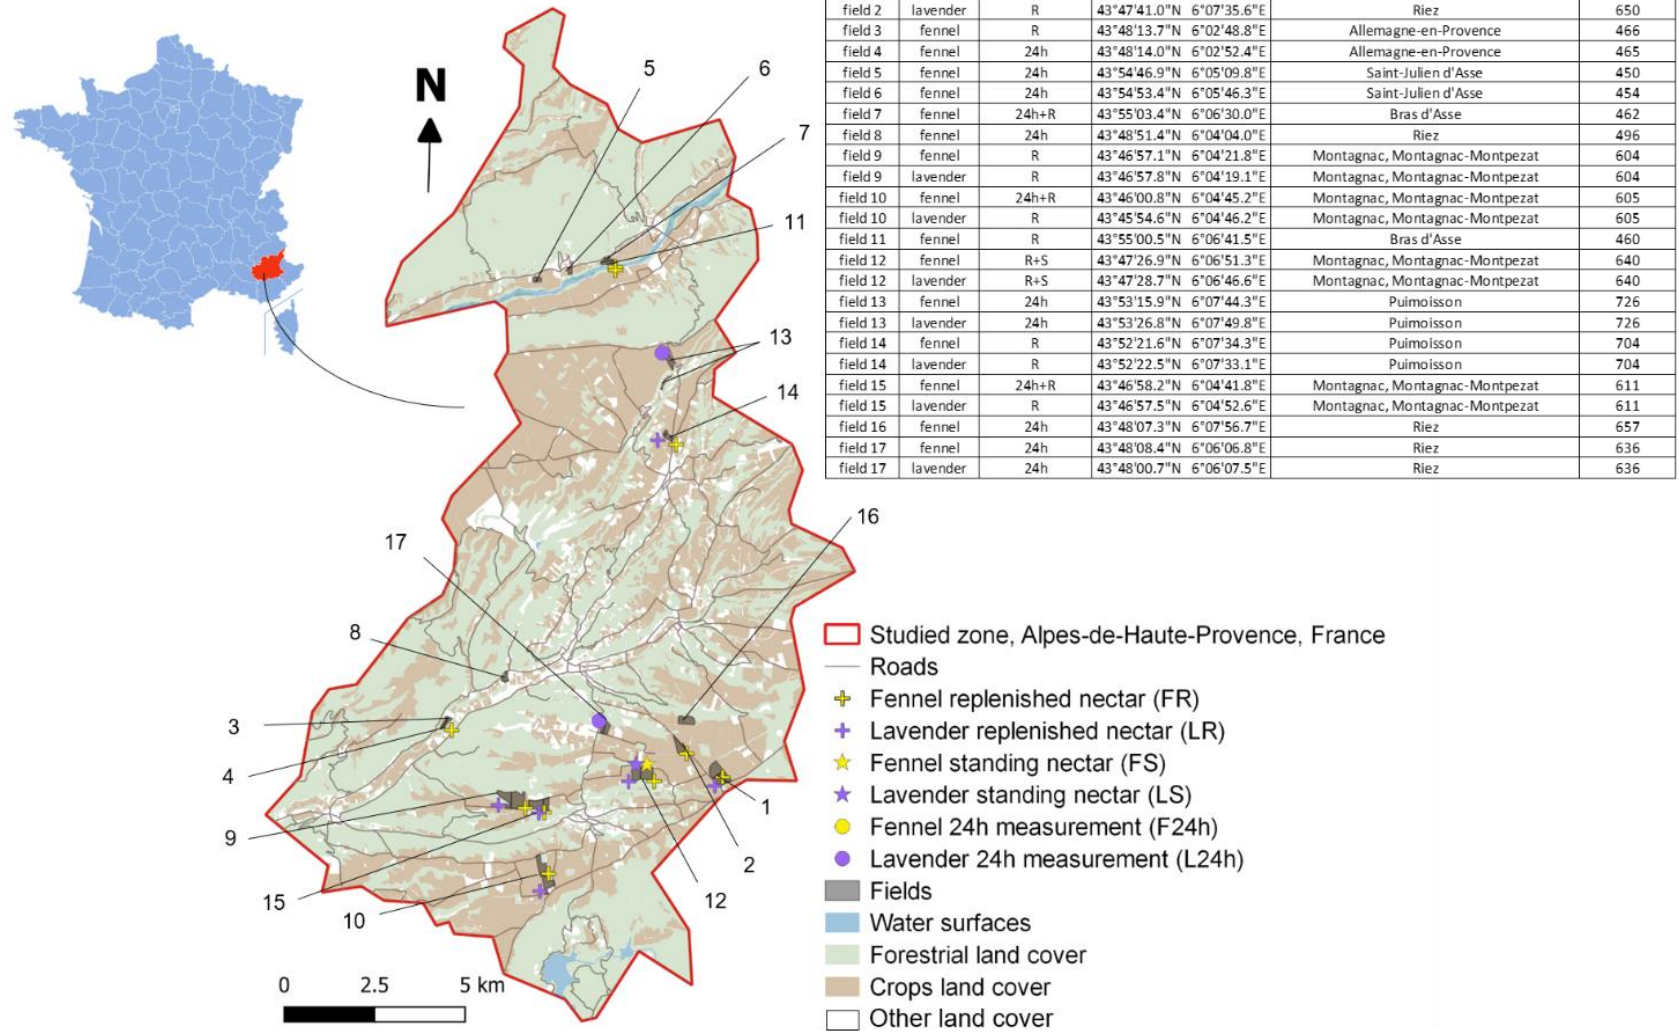 field 2 lavender R 43°47'41.0"N 6°07'35.6"E Riez 650
field 3 fennel R 43°48'13.7"N 6°02'48.8"E Allemagne-en-Provence 466
field 4 fennel 24h 43°48'14.0"N 6°02'52.4"E Allemagne-en-Provence 465
field 5 fennel 24h 43°54'46.9"N 6°05'09.8"E Saint-Julien d'Asse 450
field 6 fennel 24h 43°54'53.4"N 6°05'46.3"E Saint-Julien d'Asse 454
field 7 fennel 24h+R 43°55'03.4"N 6°06'30.0"E Bras d'Asse 462
field 8 fennel 24h 43°48'51.4"N 6°04'04.0"E Riez 496
field 9 fennel R 43°46'57.1"N 6°04'21.8"E Montagnac, Montagnac-Montpezat 604
field 9 lavender R 43°46'57.8"N 6°04'19.1"E Montagnac, Montagnac-Montpezat 604
field 10 fennel 24h+R 43°46'00.8"N 6°04'45.2"E Montagnac, Montagnac-Montpezat 605
field 10 lavender R 43°45'54.6"N 6°04'46.2"E Montagnac, Montagnac-Montpezat 605
field 11 fennel R 43°55'00.5"N 6°06'41.5"E Bras d'Asse 460
field 12 fennel R+S 43°47'26.9"N 6°06'51.3"E Montagnac, Montagnac-Montpezat 640
field 12 lavender R+S 43°47'28.7"N 6°06'46.6"E Montagnac, Montagnac-Montpezat 640
field 13 fennel 24h 43°53'15.9"N 6°07'44.3"E Puimoisson 726
field 13 lavender 24h 43°53'26.8"N 6°07'49.8"E Puimoisson 726
field 14 fennel R 43°52'21.6"N 6°07'34.3"E Puimoisson 704
field 14 lavender R 43°52'22.5"N 6°07'33.1"E Puimoisson 704
field 15 fennel 24h+R 43°46'58.2"N 6°04'41.8"E Montagnac, Montagnac-Montpezat 611
field 15 lavender R 43°46'57.5"N 6°04'52.6"E Montagnac, Montagnac-Montpezat 611
field 16 fennel 24h 43°48'07.3"N 6°07'56.7"E Riez 657
field 17 fennel 24h 43°48'08.4"N 6°06'06.8"E Riez 636
field 17 lavender 24h 43°48'00.7"N 6°06'07.5"E Riez 636
N
5
6
7
11
13
14
16
17
8
3
4
9
15
10
1
2
12
0 2.5 5 km
Studied zone, Alpes-de-Haute-Provence, France
Roads
Fennel replenished nectar (FR)
Lavender replenished nectar (LR)
Fennel standing nectar (FS)
Lavender standing nectar (LS)
Fennel 24h measurement (F24h)
Lavender 24h measurement (L24h)
Fields
Water surfaces
Forestrial land cover
Crops land cover
Other land cover